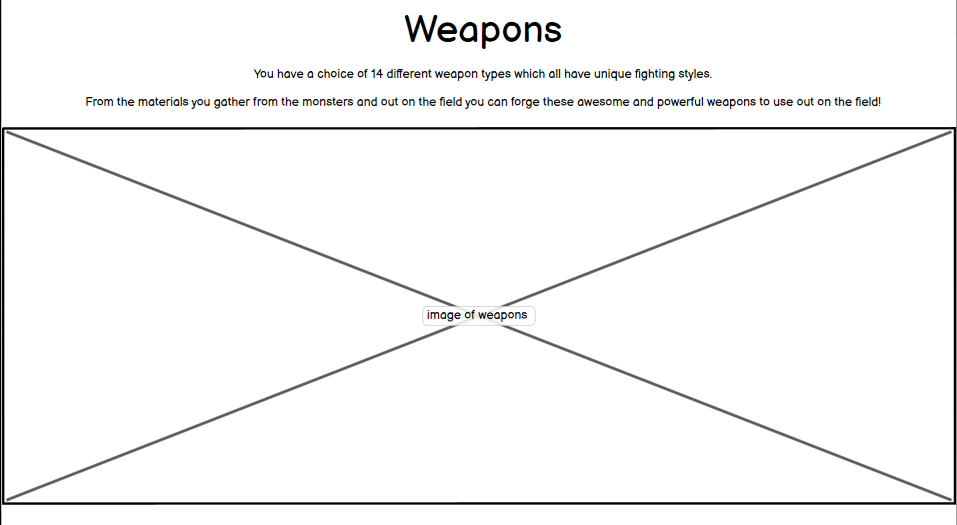 Weapons
You have a choice of 14 different weapon types which all have unique fighting styles.
From the materials you gather from the monsters and out on the field you can forge these awesome and powerful weapons to use out on the field!
image of weapons